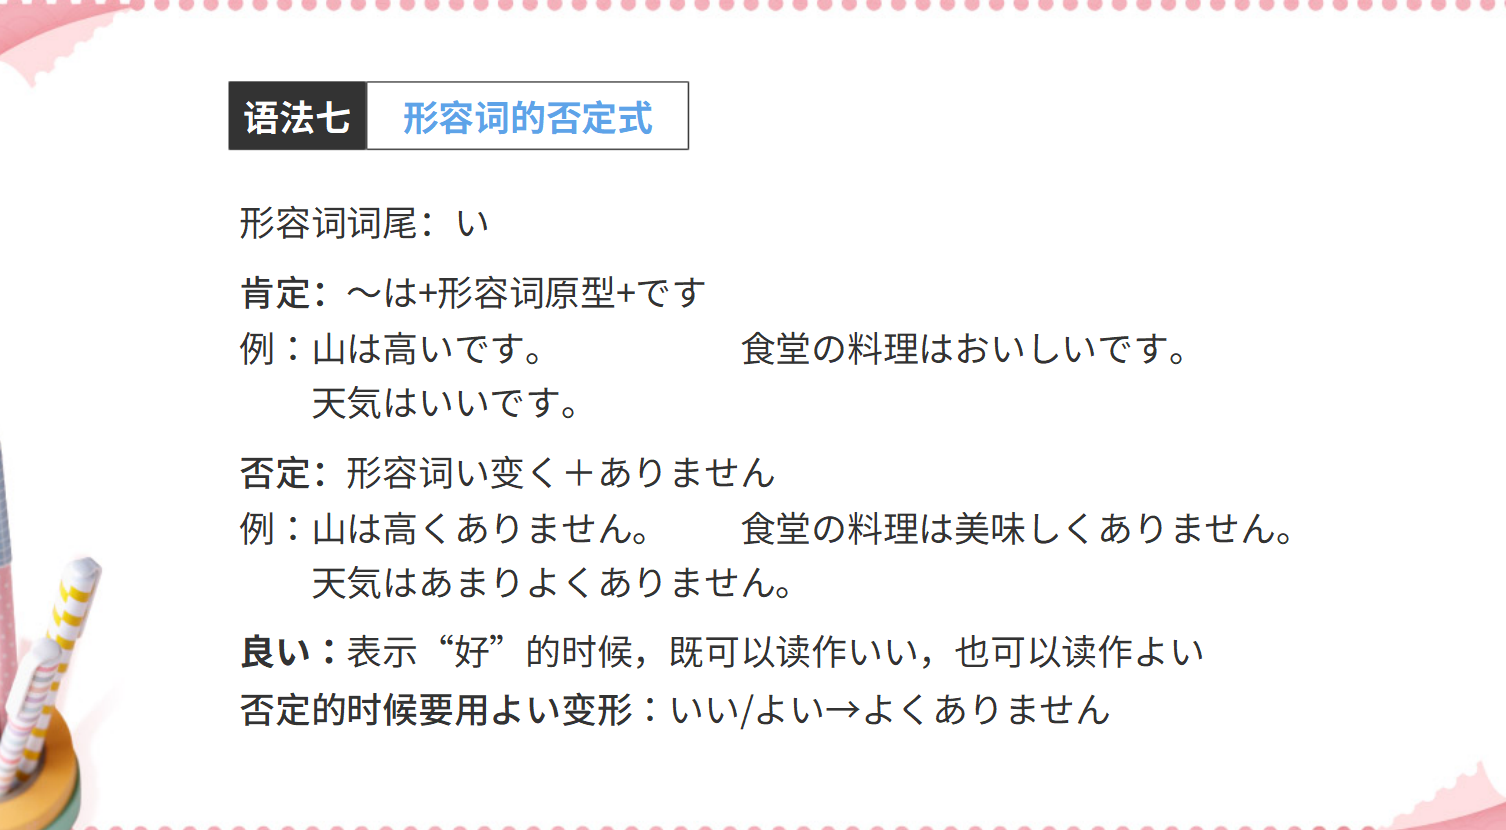 语法七 形容词的否定式
形容词词尾：い
肯定：～は+形容词原型+です
例：山は高いです。 食堂の料理はおいしいです。
天気はいいです。
否定：形容词い变く＋ありません
例：山は高くありません。 食堂の料理は美味しくありません。
天気はあまりよくありません。
良い：表示“好”的时候，既可以读作いい，也可以读作よい
否定的时候要用よい变形：いい/よい→よくありません